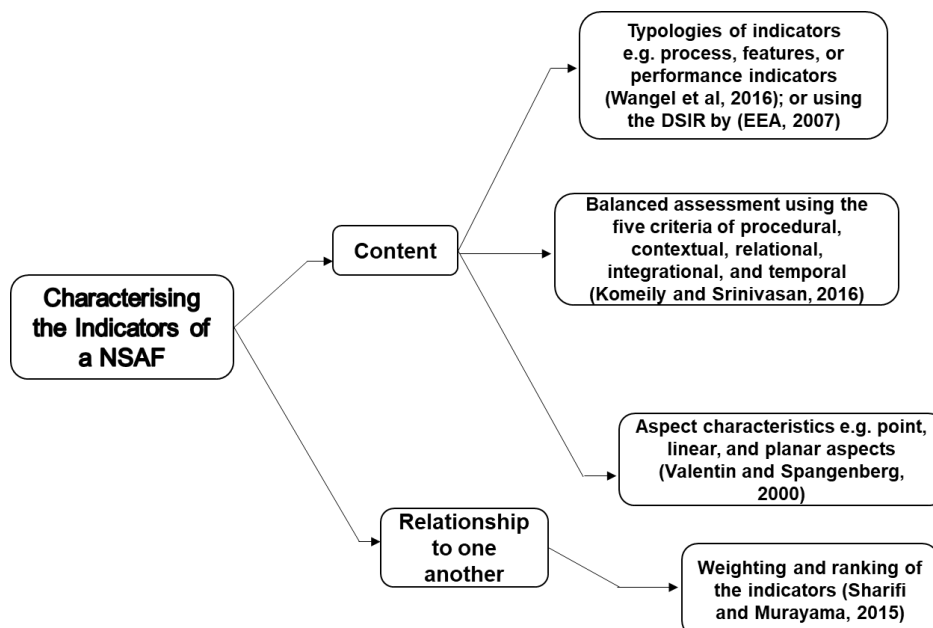 Typologies of indicators
e.g. process, features, or
performance indicators
(Wangel et al, 2016); or using
the DSIR by (EEA, 2007)
Balanced assessment using the
five criteria of procedural,
contextual, relational,
integrational, and temporal
(Komeily and Srinivasan, 2016)
Content
Characterising
the Indicators of
a NSAF
Aspect characteristics e.g. point,
linear, and planar aspects
(Valentin and Spangenberg,
2000)
Relationship
to one
another
Weighting and ranking of
the indicators (Sharifi
and Murayama, 2015)